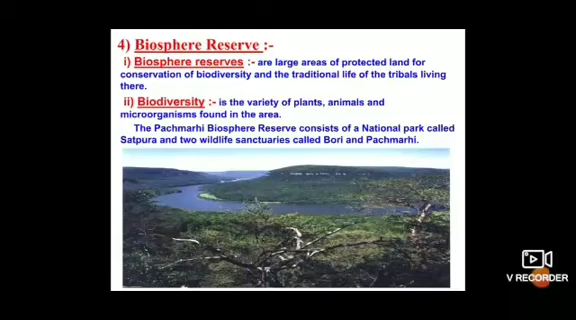 4) Biosphere Reserve :-
i) Biosphere reserves :- are large areas of protected land for
conservation of biodiversity and the traditional life of the tribals living
there.
ii) Biodiversity :- is the variety of plants, animals and
microorganisms found in the area.
The Pachmarhi Biosphere Reserve consists of a National park called
Satpura and two wildlife sanctuaries called Bori and Pachmarhi.
V RECORDER